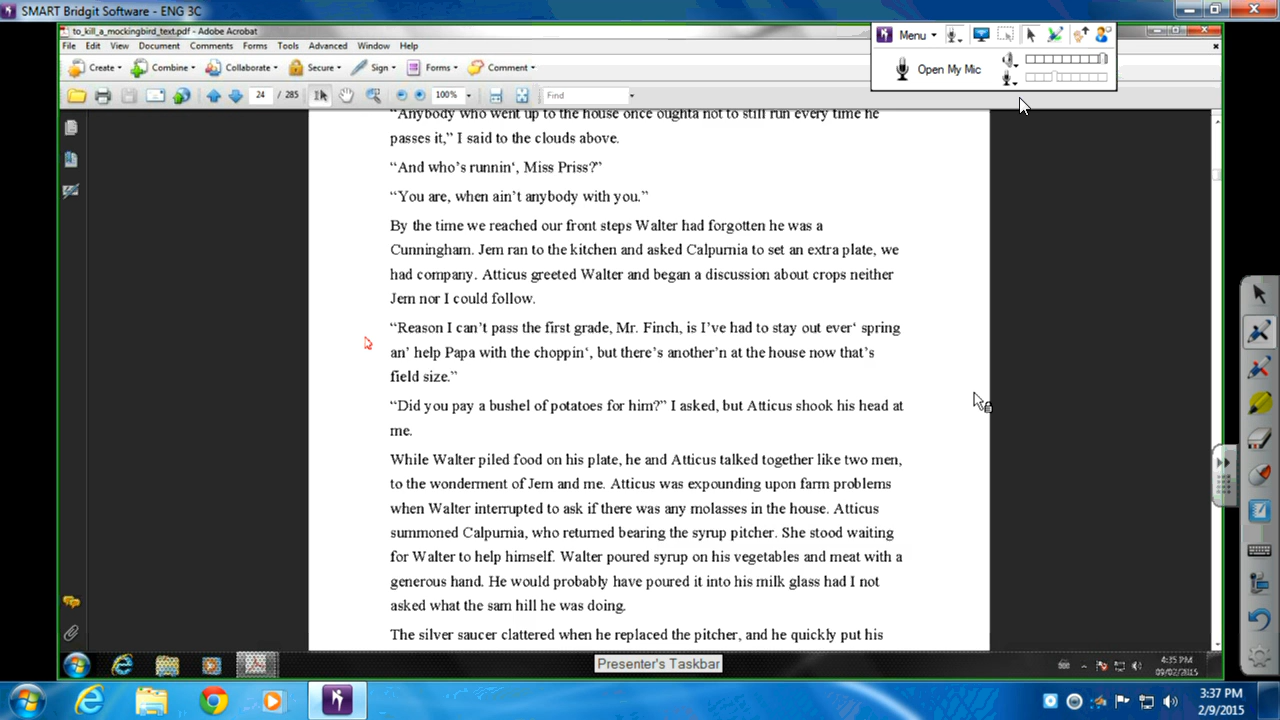 SMART Bridgit Software - ENG 3C
to_kill_a_mockingbird_text.pdf - Adobe Acrobat
File Edit View Document Comments Forms Tools Advanced Window Help
Menu
Create Combine Collaborate Secure Sign Forms Comment
Open My Mic
24 / 285 100% Find
“Anybody who went up to the house once oughta not to still run every time he
passes it,” I said to the clouds above.
“And who’s runnin‘, Miss Priss?”
“You are, when ain’t anybody with you.”
By the time we reached our front steps Walter had forgotten he was a
Cunningham. Jem ran to the kitchen and asked Calpurnia to set an extra plate, we
had company. Atticus greeted Walter and began a discussion about crops neither
Jem nor I could follow.
“Reason I can’t pass the first grade, Mr. Finch, is I’ve had to stay out ever‘ spring
an’ help Papa with the choppin‘, but there’s another’n at the house now that’s
field size.”
“Did you pay a bushel of potatoes for him?” I asked, but Atticus shook his head at
me.
While Walter piled food on his plate, he and Atticus talked together like two men,
to the wonderment of Jem and me. Atticus was expounding upon farm problems
when Walter interrupted to ask if there was any molasses in the house. Atticus
summoned Calpurnia, who returned bearing the syrup pitcher. She stood waiting
for Walter to help himself. Walter poured syrup on his vegetables and meat with a
generous hand. He would probably have poured it into his milk glass had I not
asked what the sam hill he was doing.
The silver saucer clattered when he replaced the pitcher, and he quickly put his
Presenter's Taskbar
4:35 PM
09/02/2015
3:37 PM
2/9/2015